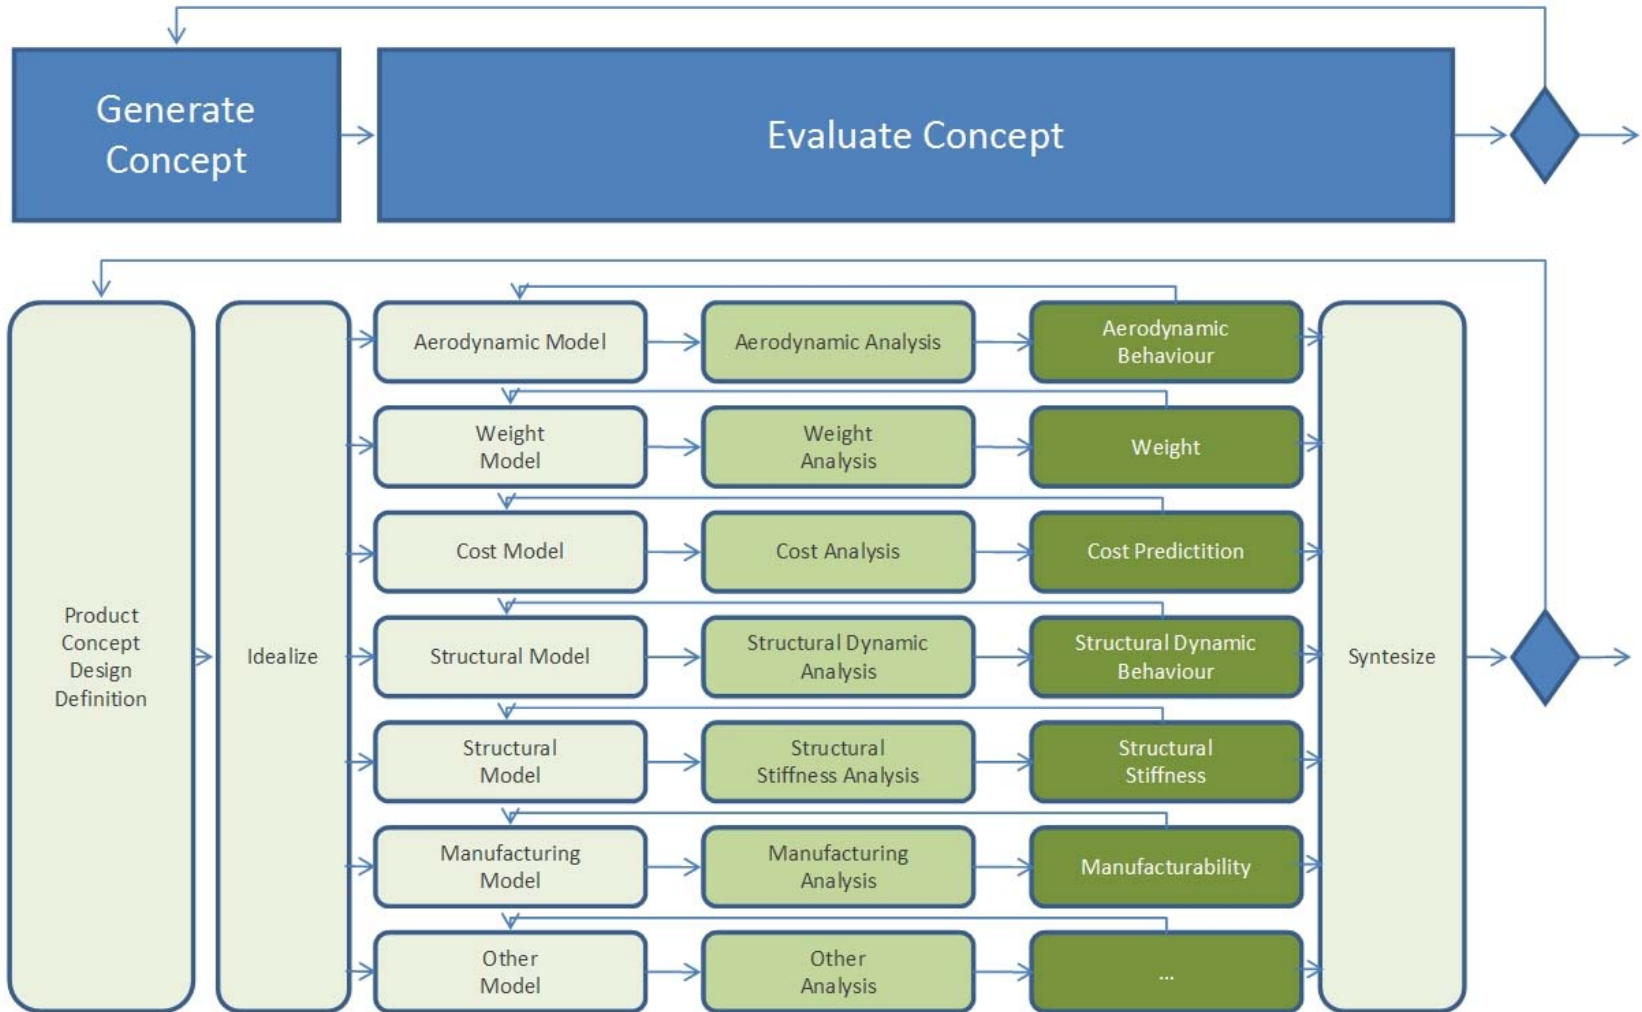 Generate
Concept
Evaluate Concept
Product
Concept
Design
Definition
Idealize
Aerodynamic Model
Aerodynamic Analysis
Aerodynamic
Behaviour
Weight
Model
Weight
Analysis
Weight
Cost Model
Cost Analysis
Cost Predictition
Structural Model
Structural Dynamic
Analysis
Structural Dynamic
Behaviour
Structural
Model
Structural
Stiffness Analysis
Structural
Stiffness
Manufacturing
Model
Manufacturing
Analysis
Manufacturability
Other
Model
Other
Analysis
...
Syntesize